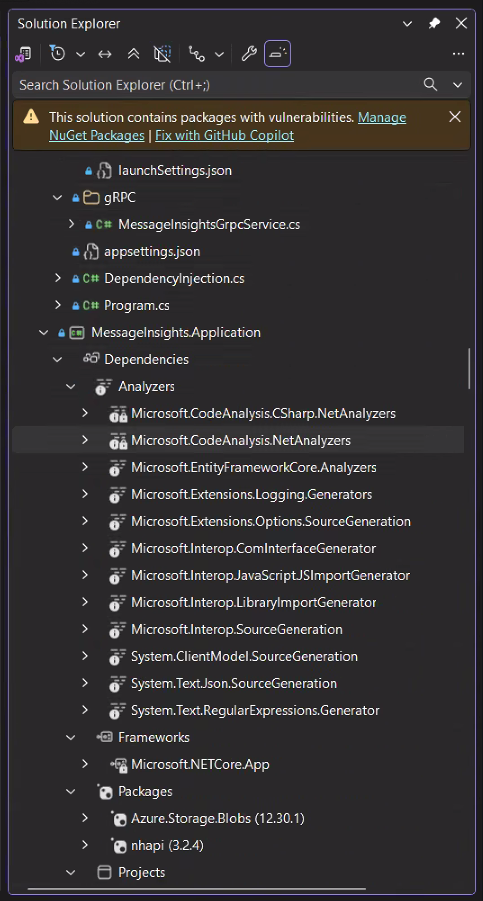 Solution Explorer
Search Solution Explorer (Ctrl+;)
This solution contains packages with vulnerabilities. Manage
NuGet Packages | Fix with GitHub Copilot
launchSettings.json
gRPC
C# MessageInsightsGrpcService.cs
appsettings.json
C# DependencyInjection.cs
C# Program.cs
MessageInsights.Application
Dependencies
Analyzers
Microsoft.CodeAnalysis.CSharp.NetAnalyzers
Microsoft.CodeAnalysis.NetAnalyzers
Microsoft.EntityFrameworkCore.Analyzers
Microsoft.Extensions.Logging.Generators
Microsoft.Extensions.Options.SourceGeneration
Microsoft.Interop.ComInterfaceGenerator
Microsoft.Interop.JavaScript.JSImportGenerator
Microsoft.Interop.LibraryImportGenerator
Microsoft.Interop.SourceGeneration
System.ClientModel.SourceGeneration
System.Text.Json.SourceGeneration
System.Text.RegularExpressions.Generator
Frameworks
Microsoft.NETCore.App
Packages
Azure.Storage.Blobs (12.30.1)
nhapi (3.2.4)
Projects